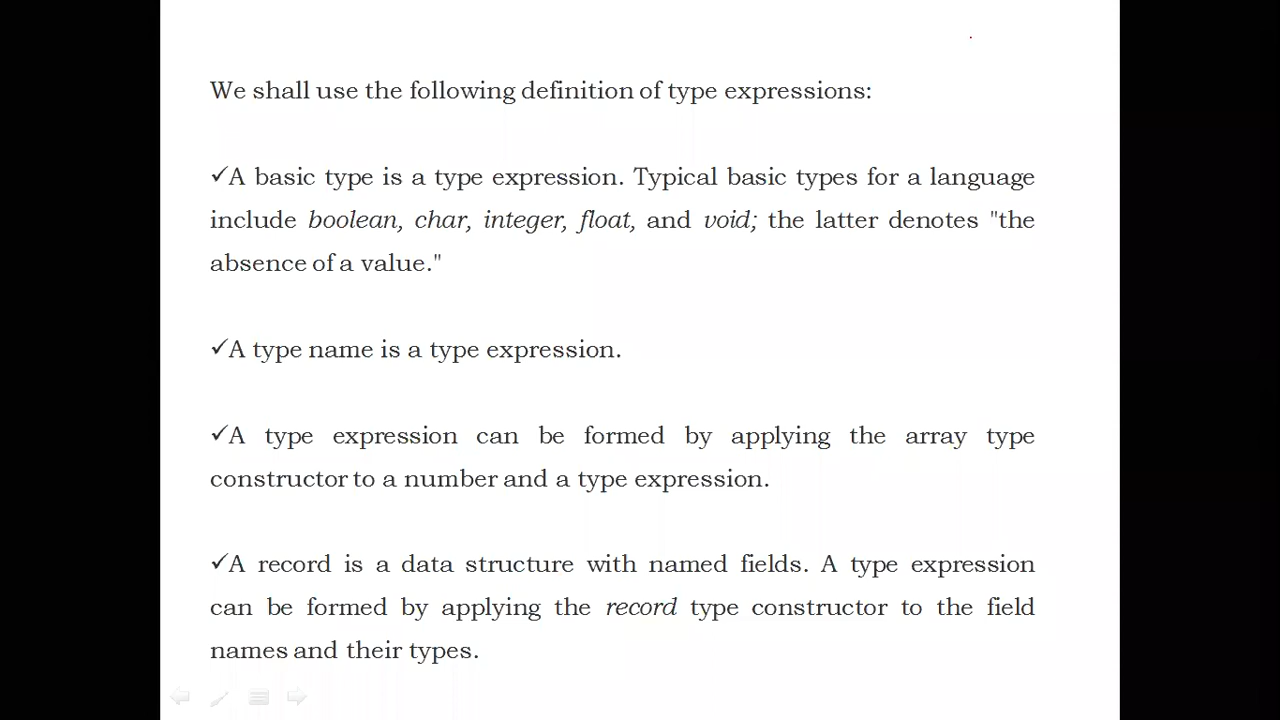 We shall use the following definition of type expressions:
✓A basic type is a type expression. Typical basic types for a language
include boolean, char, integer, float, and void; the latter denotes "the
absence of a value."
✓A type name is a type expression.
✓A type expression can be formed by applying the array type
constructor to a number and a type expression.
✓A record is a data structure with named fields. A type expression
can be formed by applying the record type constructor to the field
names and their types.